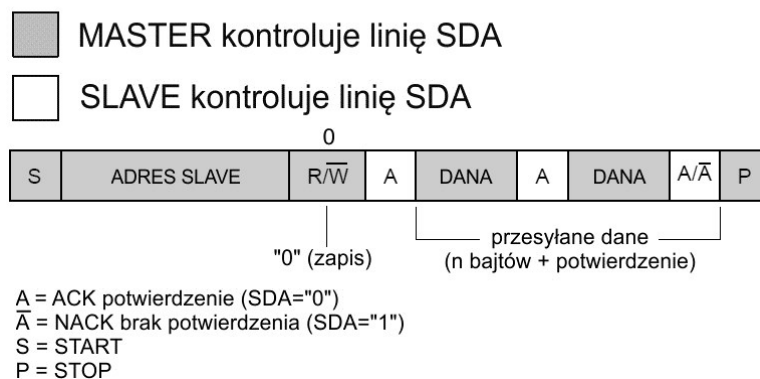 MASTER kontroluje linię SDA
SLAVE kontroluje linię SDA
0
S ADRES SLAVE R/W̅ A DANA A DANA A/A̅ P
"0" (zapis)
przesyłane dane
(n bajtów + potwierdzenie)
A = ACK potwierdzenie (SDA="0")
A̅ = NACK brak potwierdzenia (SDA="1")
S = START
P = STOP